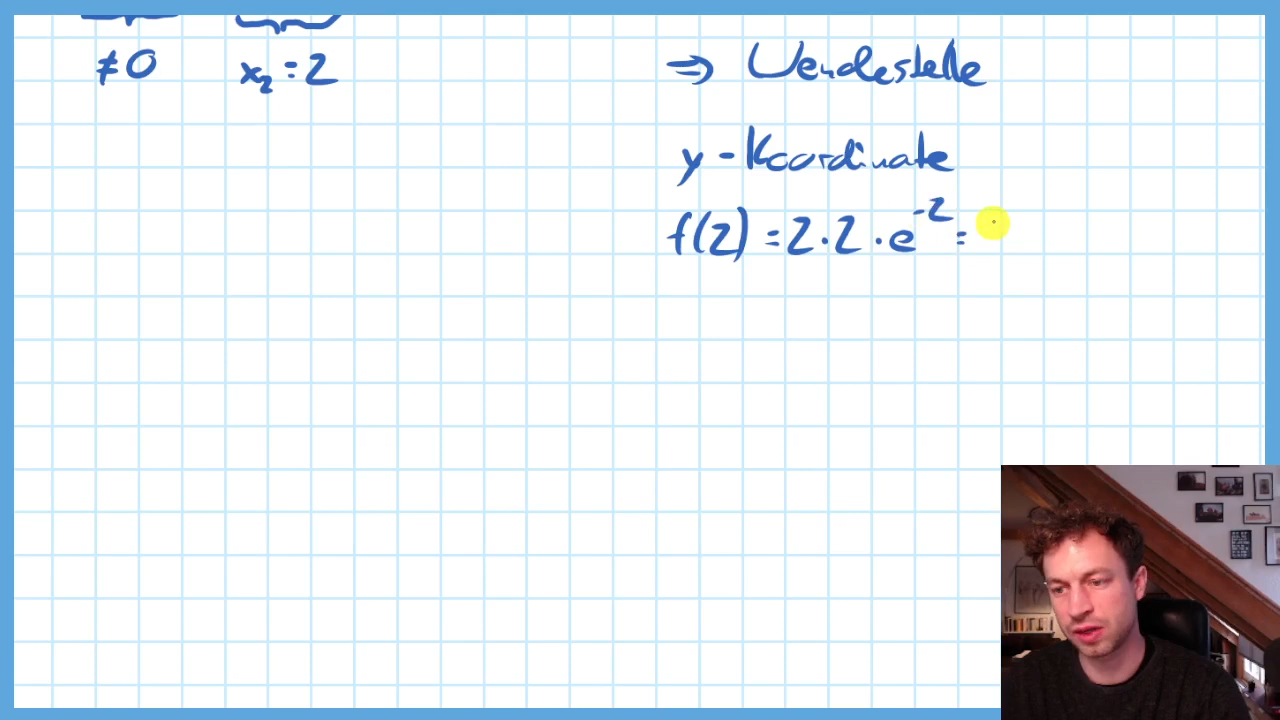 ≠0 x₂ = 2
⇒ Wendestelle
y - Koordinate
f(2) = 2 · 2 · e⁻² =